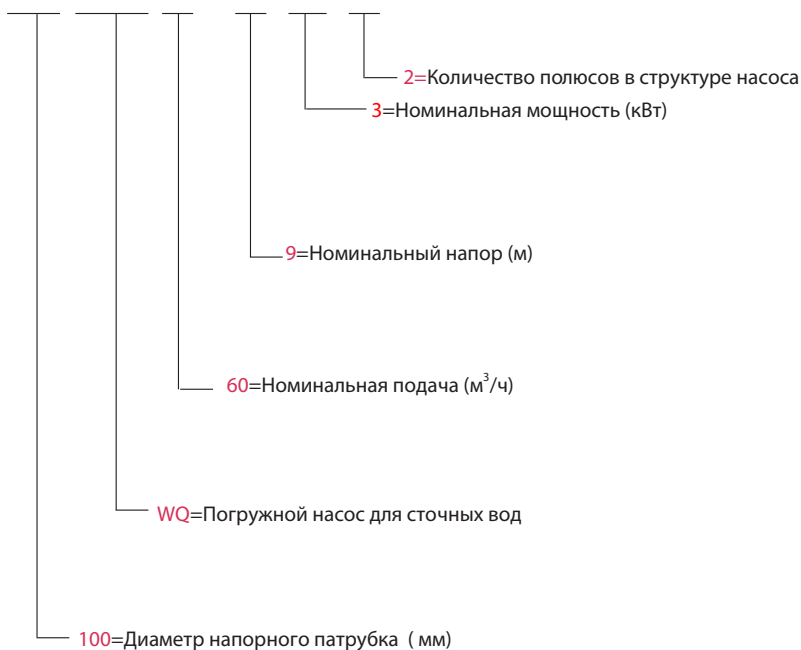 2=Количество полюсов в структуре насоса
3=Номинальная мощность (кВт)
9=Номинальный напор (м)
60=Номинальная подача (м³/ч)
WQ=Погружной насос для сточных вод
100=Диаметр напорного патрубка ( мм)